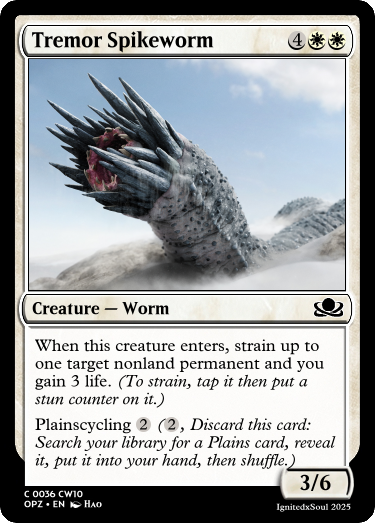 Tremor Spikeworm 4
Creature — Worm
When this creature enters, strain up to
one target nonland permanent and you
gain 3 life. (To strain, tap it then put a
stun counter on it.)
Plainscycling 2 (2, Discard this card:
Search your library for a Plains card, reveal
it, put it into your hand, then shuffle.)
3/6
C 0036 CW10
OPZ • EN Hao
IgnitedxSoul 2025